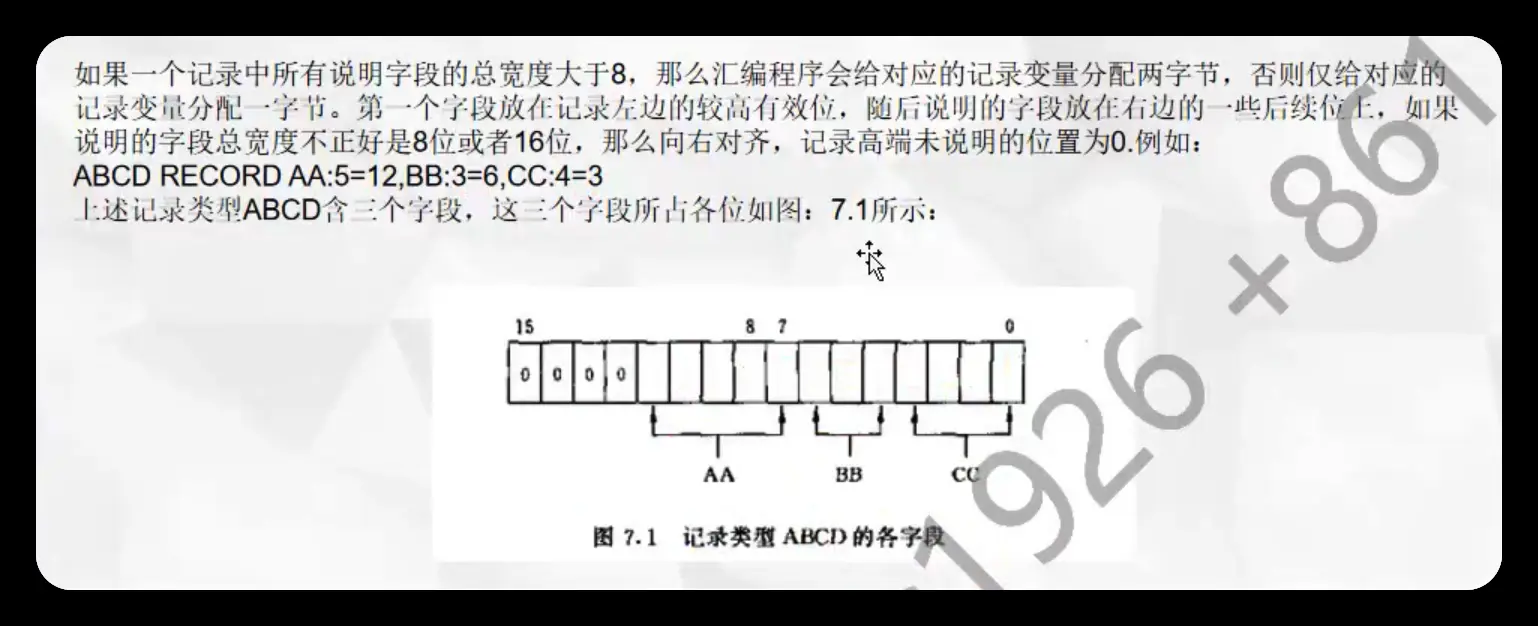 如果一个记录中所有说明字段的总宽度大于8，那么汇编程序会给对应的记录变量分配两字节，否则仅给对应的
记录变量分配一字节。第一个字段放在记录左边的较高有效位，随后说明的字段放在右边的一些后续位上，如果
说明的字段总宽度不正好是8位或者16位，那么向右对齐，记录高端未说明的位置为0.例如：
ABCD RECORD AA:5=12,BB:3=6,CC:4=3
上述记录类型ABCD含三个字段，这三个字段所占各位如图：7.1所示：
15 8 7 0
0 0 0 0
AA BB CC
图 7.1 记录类型 ABCD 的各字段
1926 +861